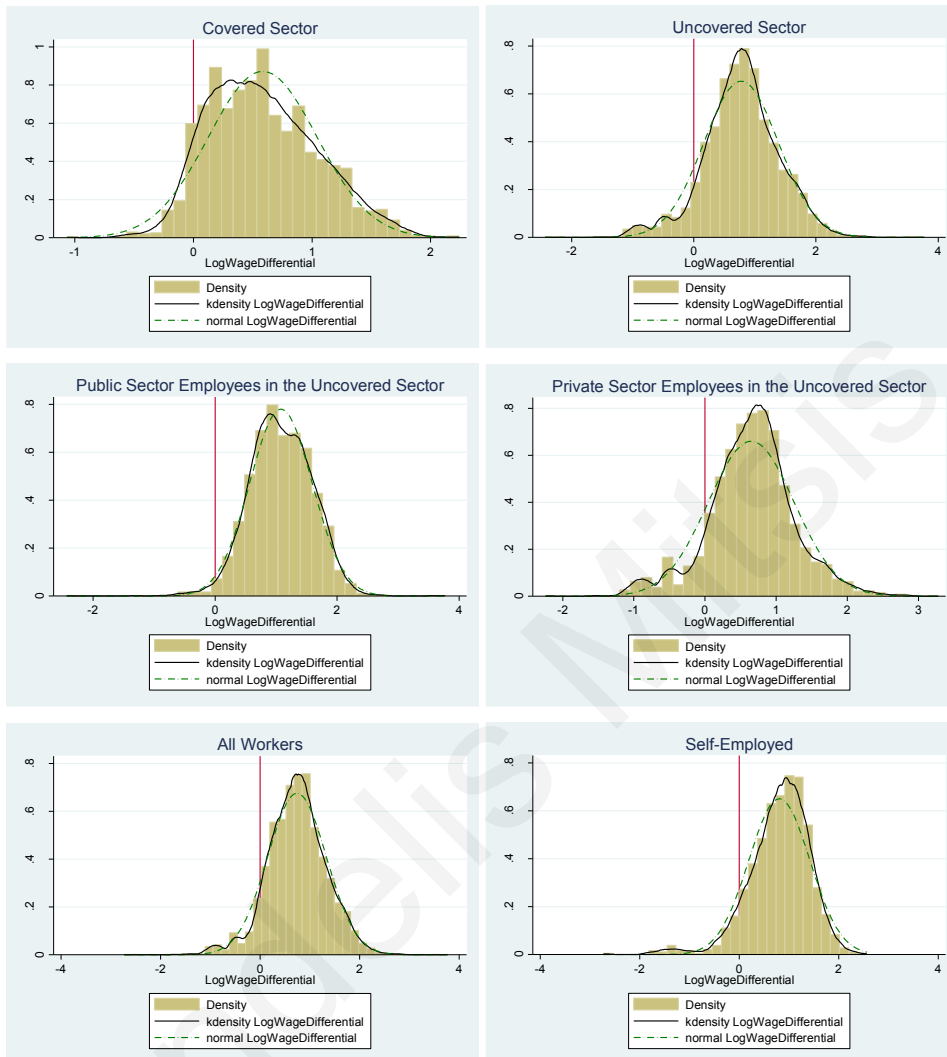 Covered Sector
1
.8
.6
.4
.2
0
-1 0 1 2
LogWageDifferential
Density
kdensity LogWageDifferential
normal LogWageDifferential
Uncovered Sector
.8
.6
.4
.2
0
-2 0 2 4
LogWageDifferential
Density
kdensity LogWageDifferential
normal LogWageDifferential
Public Sector Employees in the Uncovered Sector
.8
.6
.4
.2
0
-2 0 2 4
LogWageDifferential
Density
kdensity LogWageDifferential
normal LogWageDifferential
Private Sector Employees in the Uncovered Sector
.8
.6
.4
.2
0
-2 -1 0 1 2 3
LogWageDifferential
Density
kdensity LogWageDifferential
normal LogWageDifferential
All Workers
.8
.6
.4
.2
0
-4 -2 0 2 4
LogWageDifferential
Density
kdensity LogWageDifferential
normal LogWageDifferential
Self-Employed
.8
.6
.4
.2
0
-4 -2 0 2 4
LogWageDifferential
Density
kdensity LogWageDifferential
normal LogWageDifferential
Mitsis